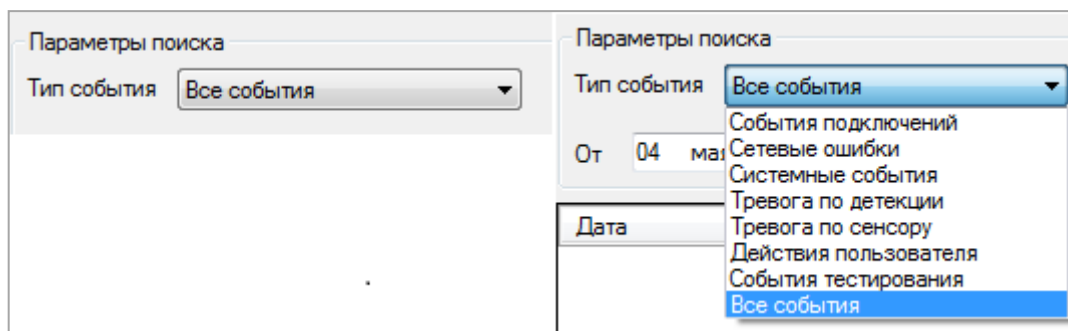 Параметры поиска
Тип события Все события
Параметры поиска
Тип события Все события
События подключений
От 04 мая Сетевые ошибки
Системные события
Тревога по детекции
Дата Тревога по сенсору
Действия пользователя
События тестирования
Все события